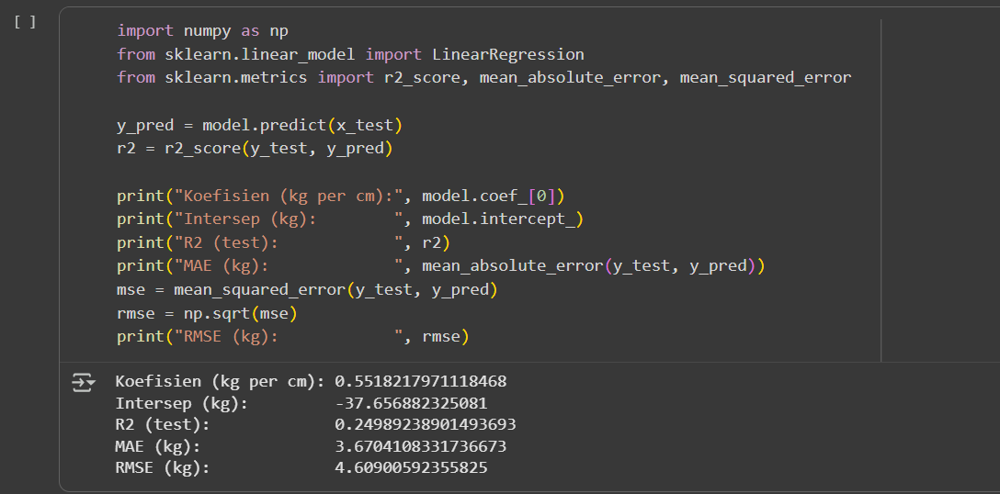 [ ]
import numpy as np
from sklearn.linear_model import LinearRegression
from sklearn.metrics import r2_score, mean_absolute_error, mean_squared_error
y_pred = model.predict(x_test)
r2 = r2_score(y_test, y_pred)
print("Koefisien (kg per cm):", model.coef_[0])
print("Intersep (kg):        ", model.intercept_)
print("R2 (test):            ", r2)
print("MAE (kg):             ", mean_absolute_error(y_test, y_pred))
mse = mean_squared_error(y_test, y_pred)
rmse = np.sqrt(mse)
print("RMSE (kg):            ", rmse)
Koefisien (kg per cm): 0.5518217971118468
Intersep (kg):         -37.656882325081
R2 (test):             0.24989238901493693
MAE (kg):              3.6704108331736673
RMSE (kg):             4.60900592355825